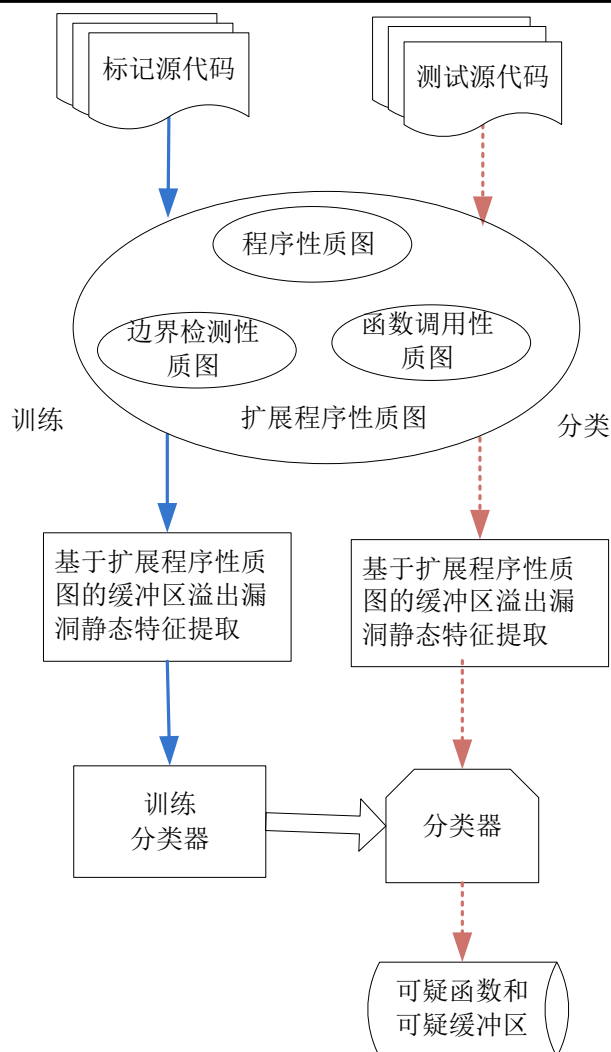 标记源代码
测试源代码
程序性质图
边界检测性
质图
函数调用性
质图
扩展程序性质图
训练
分类
基于扩展程序性质
图的缓冲区溢出漏
洞静态特征提取
基于扩展程序性质
图的缓冲区溢出漏
洞静态特征提取
训练
分类器
分类器
可疑函数和
可疑缓冲区